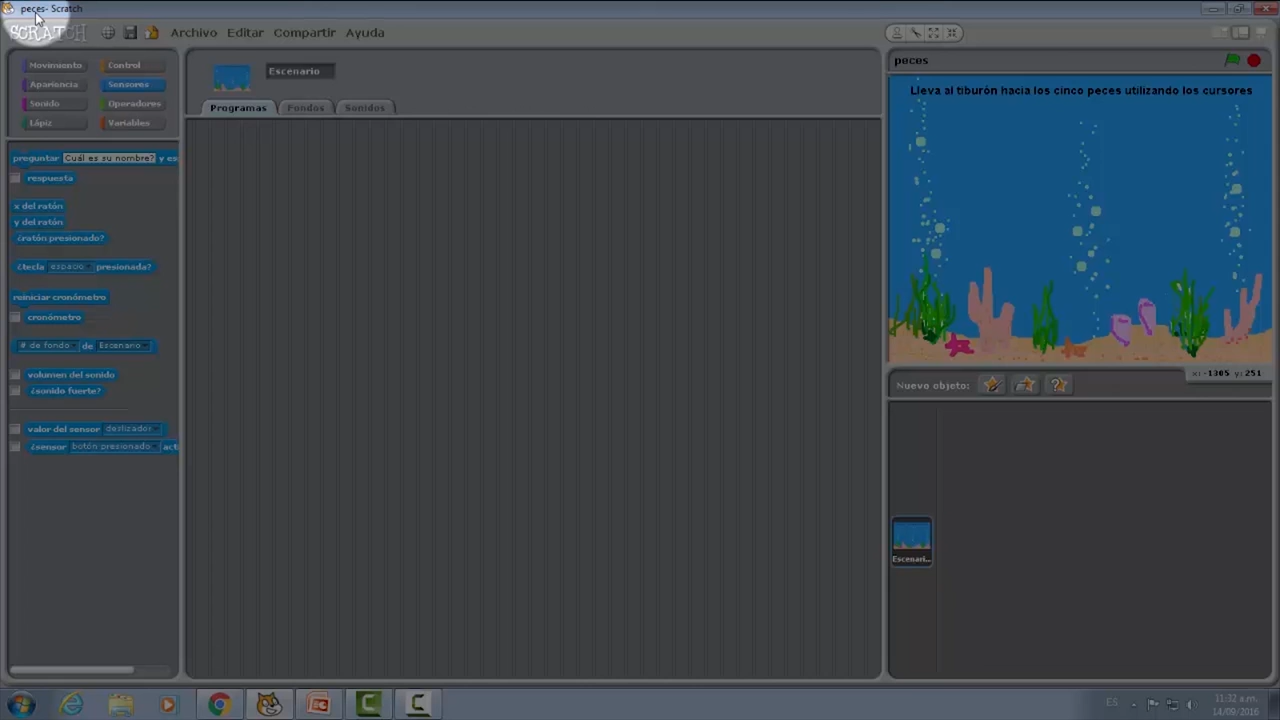 peces- Scratch
SCRATCH
Archivo Editar Compartir Ayuda
Movimiento Control
Apariencia Sensores
Sonido Operadores
Lápiz Variables
Escenario
Programas Fondos Sonidos
peces
Lleva al tiburón hacia los cinco peces utilizando los cursores
preguntar Cuál es su nombre? y es
respuesta
x del ratón
y del ratón
¿ratón presionado?
¿tecla espacio presionada?
reiniciar cronómetro
cronómetro
# de fondo de Escenario
volumen del sonido
¿sonido fuerte?
valor del sensor deslizador
¿sensor botón presionado act
x: -1305 y: 251
Nuevo objeto:
Escenari...
ES
11:32 a.m.
14/09/2016